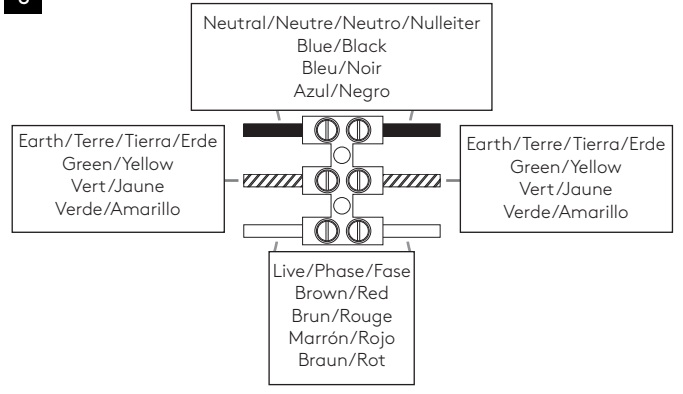 Neutral/Neutre/Neutro/Nulleiter
Blue/Black
Bleu/Noir
Azul/Negro
Earth/Terre/Tierra/Erde
Green/Yellow
Vert/Jaune
Verde/Amarillo
Earth/Terre/Tierra/Erde
Green/Yellow
Vert/Jaune
Verde/Amarillo
Live/Phase/Fase
Brown/Red
Brun/Rouge
Marrón/Rojo
Braun/Rot